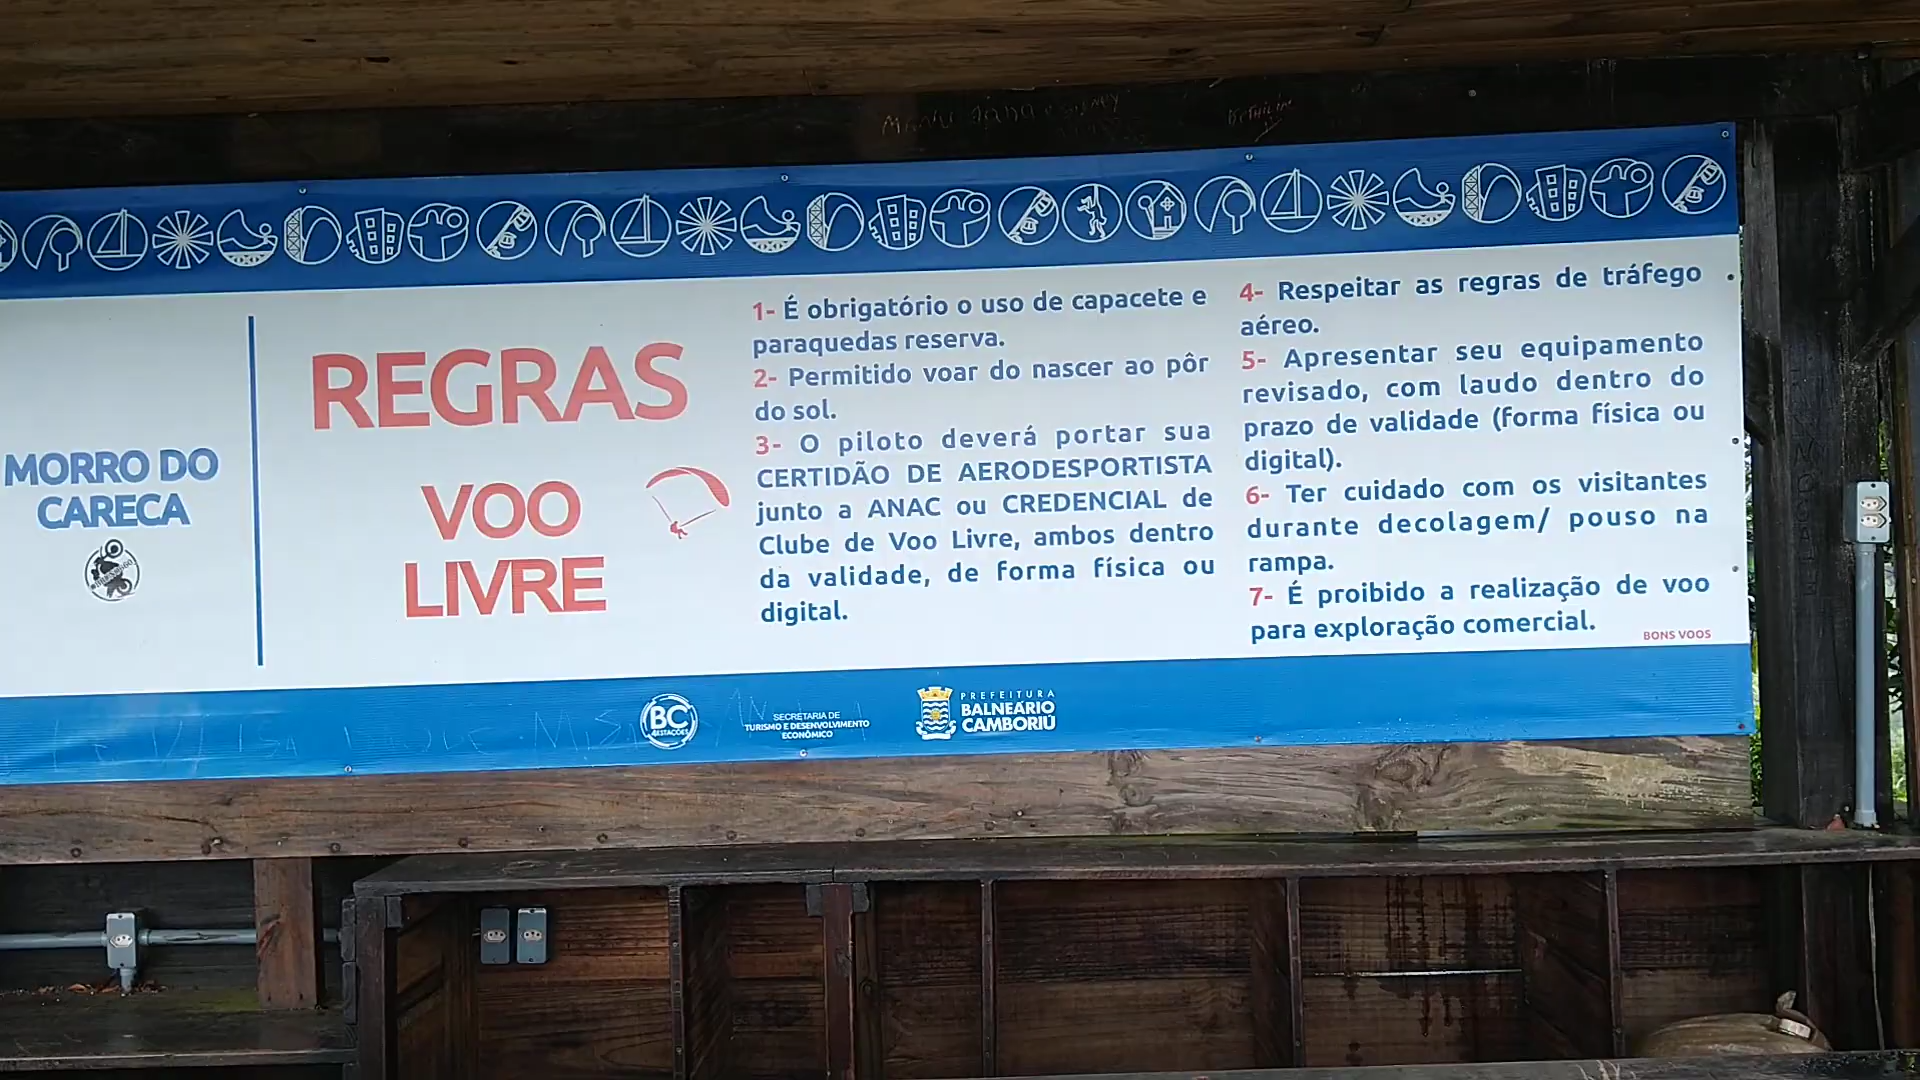 MORRO DO
CARECA
REGRAS
VOO
LIVRE
1- É obrigatório o uso de capacete e
paraquedas reserva.
2- Permitido voar do nascer ao pôr
do sol.
3- O piloto deverá portar sua
CERTIDÃO DE AERODESPORTISTA
junto a ANAC ou CREDENCIAL de
Clube de Voo Livre, ambos dentro
da validade, de forma física ou
digital.
4- Respeitar as regras de tráfego
aéreo.
5- Apresentar seu equipamento
revisado, com laudo dentro do
prazo de validade (forma física ou
digital).
6- Ter cuidado com os visitantes
durante decolagem/ pouso na
rampa.
7- É proibido a realização de voo
para exploração comercial.
BONS VOOS
BC
4ESTAÇÕES
SECRETARIA DE
TURISMO E DESENVOLVIMENTO
ECONÔMICO
PREFEITURA
BALNEÁRIO
CAMBORIÚ